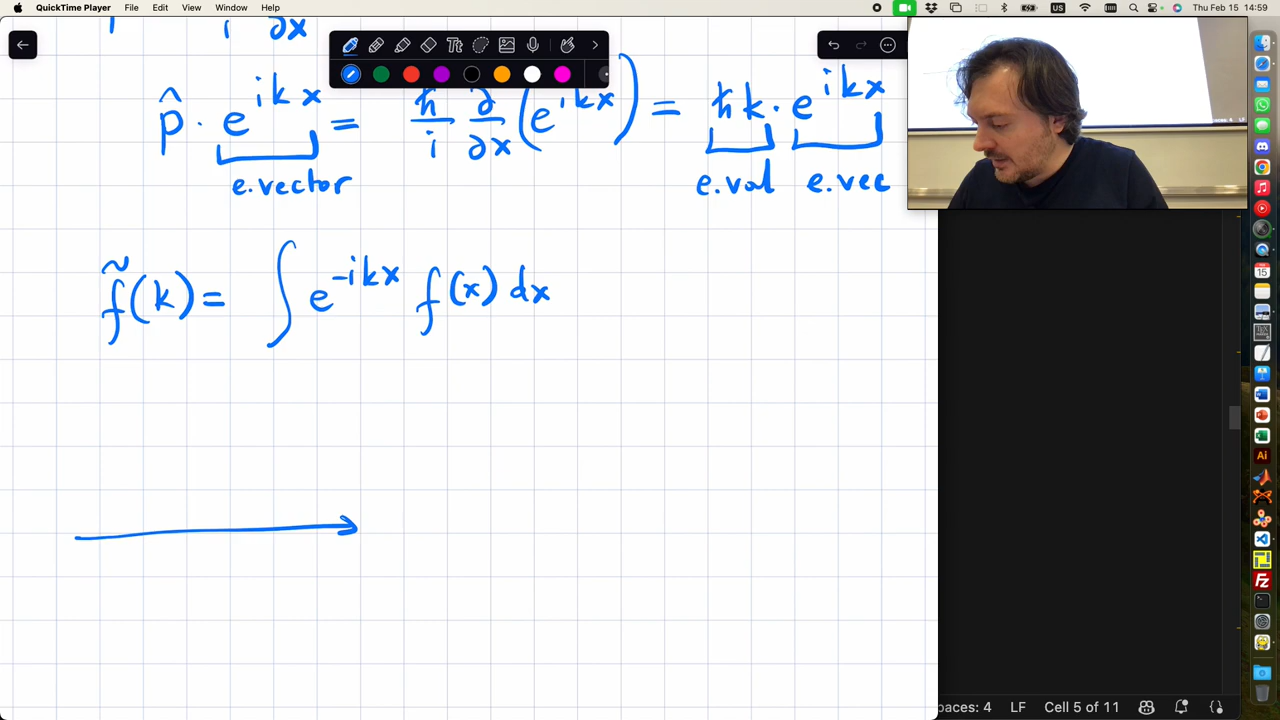 QuickTime Player File Edit View Window Help
Thu Feb 15 14:59
i i ∂x
p̂ · e^{ikx} = ħ/i ∂/∂x (e^{ikx}) = ħk · e^{ikx}
e.vector e.val e.vec
f̃(k) = ∫ e^{-ikx} f(x) dx
paces: 4 LF Cell 5 of 11